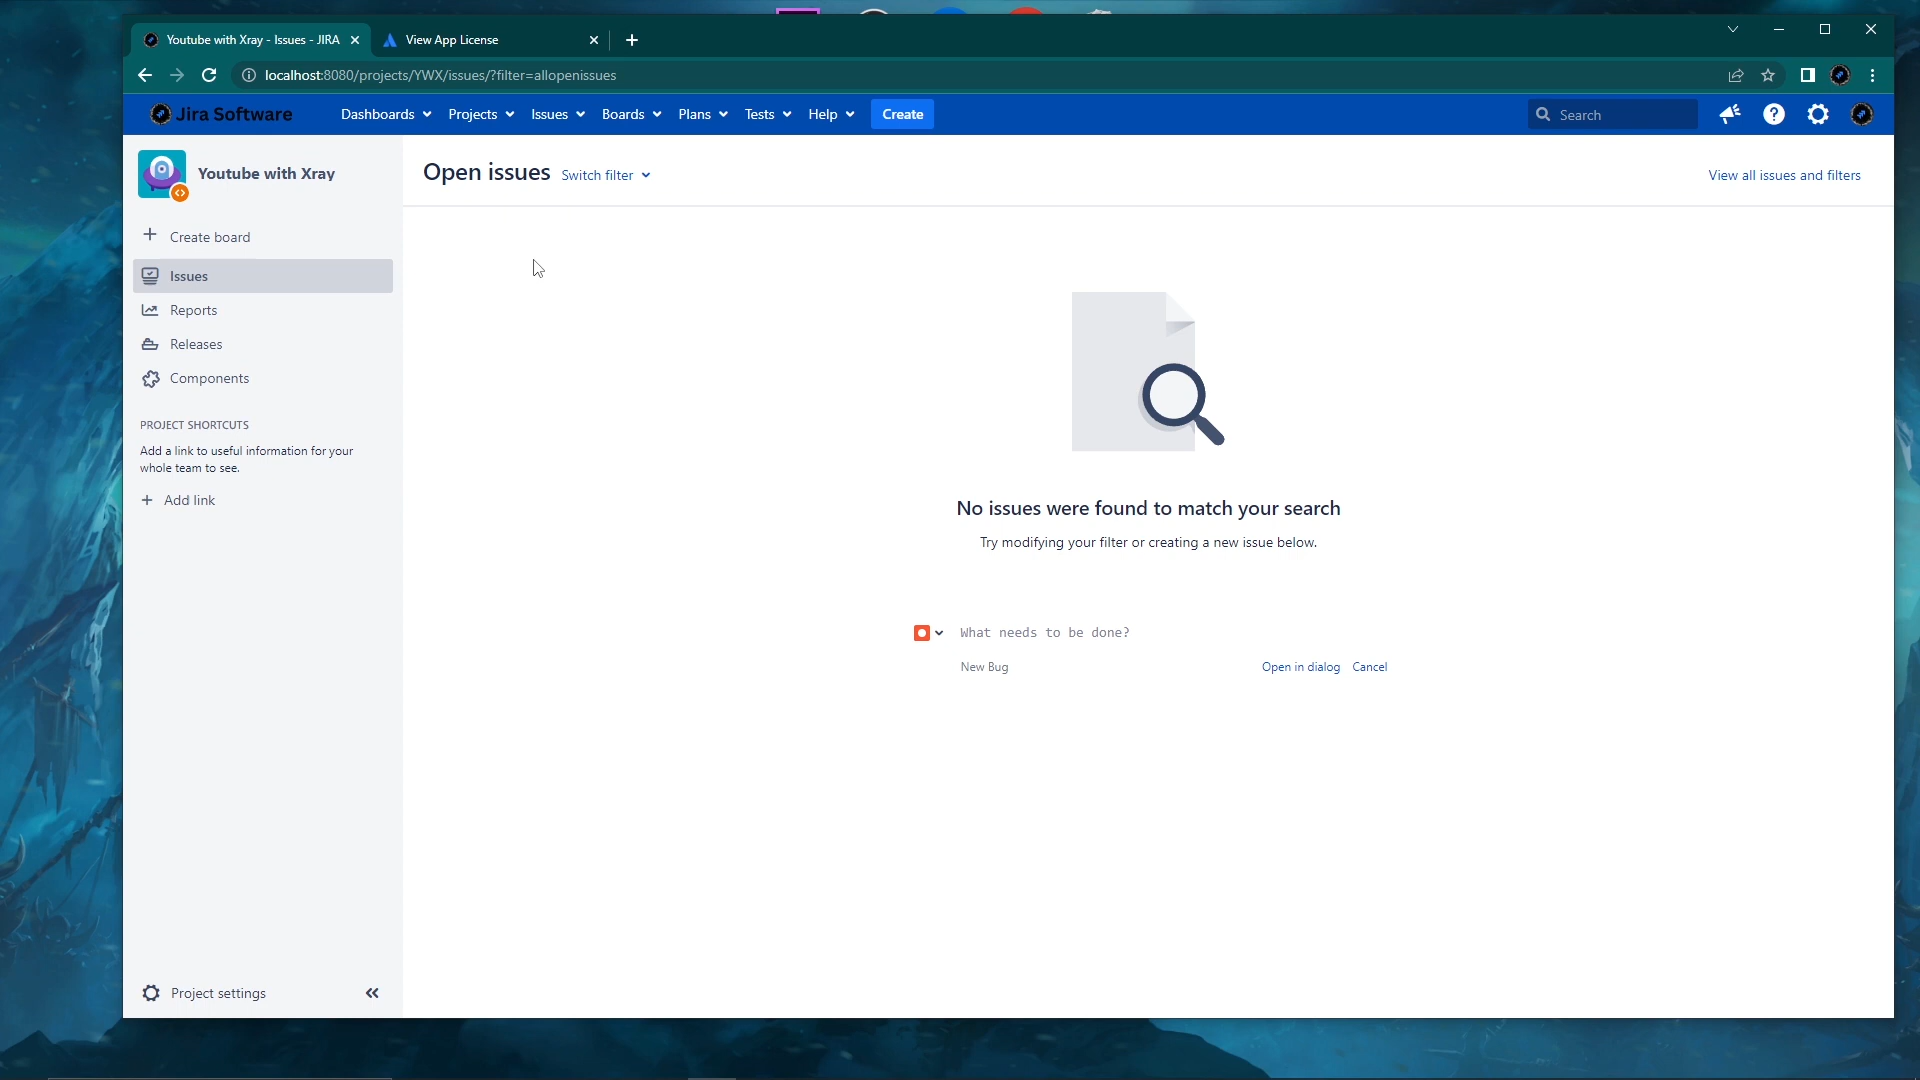 Youtube with Xray - Issues - JIRA
View App License
localhost:8080/projects/YWX/issues/?filter=allopenissues
Jira Software
Dashboards Projects Issues Boards Plans Tests Help Create
Search
Youtube with Xray
Create board
Issues
Reports
Releases
Components
PROJECT SHORTCUTS
Add a link to useful information for your
whole team to see.
Add link
Project settings
Open issues Switch filter
View all issues and filters
No issues were found to match your search
Try modifying your filter or creating a new issue below.
What needs to be done?
New Bug
Open in dialog Cancel